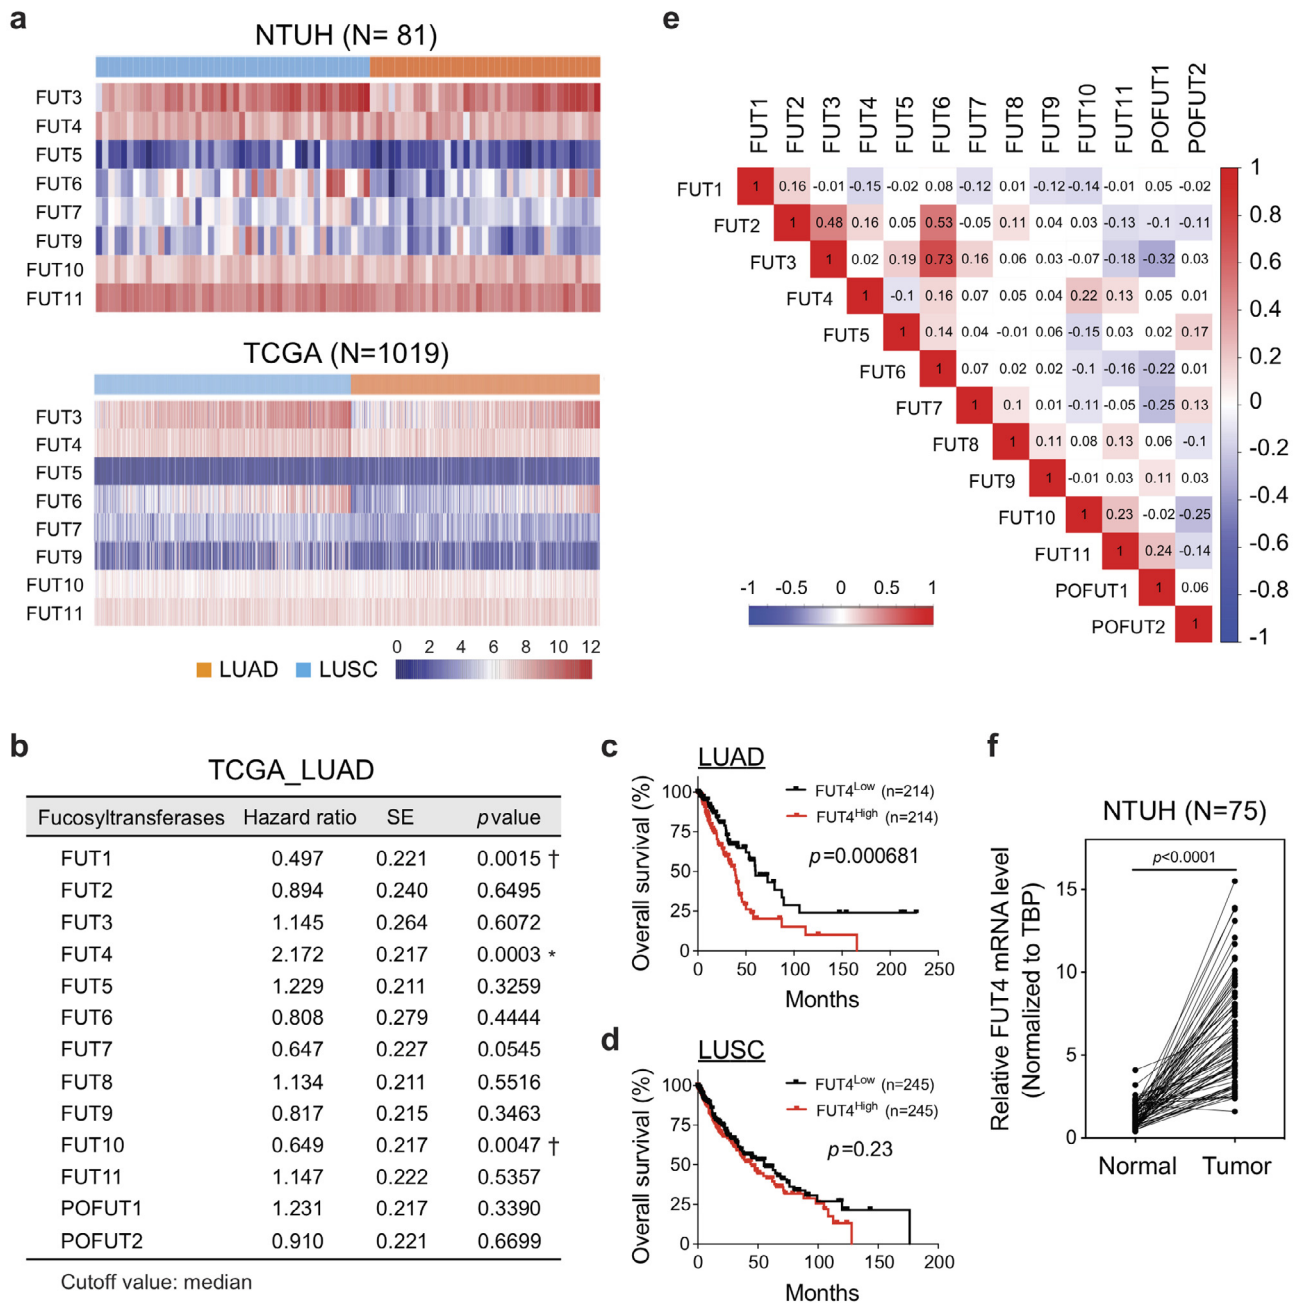 a
NTUH (N= 81)
FUT3
FUT4
FUT5
FUT6
FUT7
FUT9
FUT10
FUT11
TCGA (N=1019)
FUT3
FUT4
FUT5
FUT6
FUT7
FUT9
FUT10
FUT11
0 2 4 6 8 10 12
LUAD LUSC
b
TCGA_LUAD
Fucosyltransferases Hazard ratio SE p value
FUT1 0.497 0.221 0.0015 †
FUT2 0.894 0.240 0.6495
FUT3 1.145 0.264 0.6072
FUT4 2.172 0.217 0.0003 *
FUT5 1.229 0.211 0.3259
FUT6 0.808 0.279 0.4444
FUT7 0.647 0.227 0.0545
FUT8 1.134 0.211 0.5516
FUT9 0.817 0.215 0.3463
FUT10 0.649 0.217 0.0047 †
FUT11 1.147 0.222 0.5357
POFUT1 1.231 0.217 0.3390
POFUT2 0.910 0.221 0.6699
Cutoff value: median
c
LUAD
Overall survival (%)
100
75
50
25
0
FUT4Low (n=214)
FUT4High (n=214)
p=0.000681
0 50 100 150 200 250
Months
d
LUSC
Overall survival (%)
100
75
50
25
0
FUT4Low (n=245)
FUT4High (n=245)
p=0.23
0 50 100 150 200
Months
e
FUT1 FUT2 FUT3 FUT4 FUT5 FUT6 FUT7 FUT8 FUT9 FUT10 FUT11 POFUT1 POFUT2
FUT1 1 0.16 -0.01 -0.15 -0.02 0.08 -0.12 0.01 -0.12 -0.14 -0.01 0.05 -0.02
FUT2 1 0.48 0.16 0.05 0.53 -0.05 0.11 0.04 0.03 -0.13 -0.1 -0.11
FUT3 1 0.02 0.19 0.73 0.16 0.06 0.03 -0.07 -0.18 -0.32 0.03
FUT4 1 -0.1 0.16 0.07 0.05 0.04 0.22 0.13 0.05 0.01
FUT5 1 0.14 0.04 -0.01 0.06 -0.15 0.03 0.02 0.17
FUT6 1 0.07 0.02 0.02 -0.1 -0.16 -0.22 0.01
FUT7 1 0.1 0.01 -0.11 -0.05 -0.25 0.13
FUT8 1 0.11 0.08 0.13 0.06 -0.1
FUT9 1 -0.01 0.03 0.11 0.03
FUT10 1 0.23 -0.02 -0.25
FUT11 1 0.24 -0.14
POFUT1 1 0.06
POFUT2 1
1
0.8
0.6
0.4
0.2
0
-0.2
-0.4
-0.6
-0.8
-1
-1 -0.5 0 0.5 1
f
NTUH (N=75)
Relative FUT4 mRNA level
(Normalized to TBP)
p<0.0001
15
10
5
0
Normal Tumor